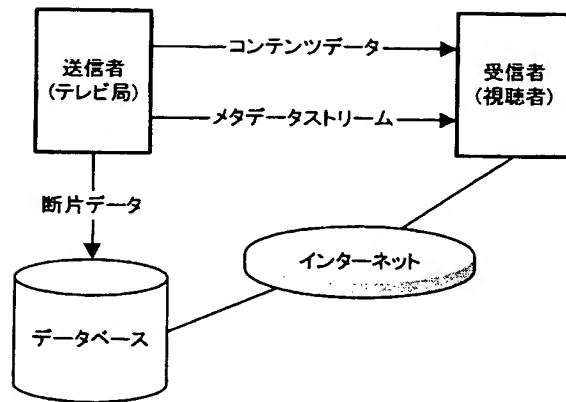 送信者
(テレビ局)
コンテンツデータ
受信者
(視聴者)
メタデータストリーム
断片データ
インターネット
データベース